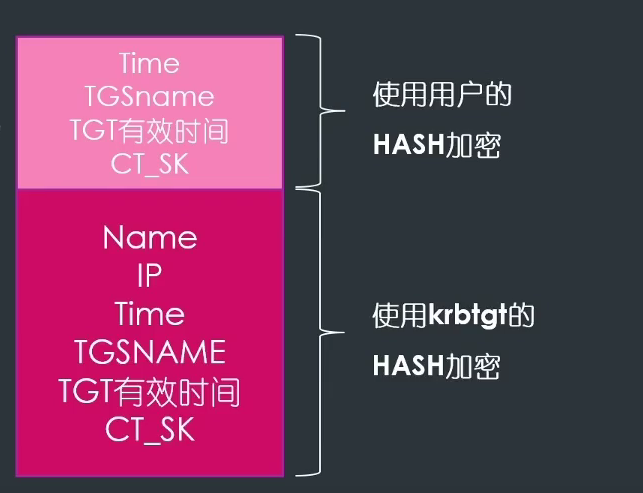 Time
TGSname
TGT有效时间
CT_SK
使用用户的
HASH加密
Name
IP
Time
TGSNAME
TGT有效时间
CT_SK
使用krbtgt的
HASH加密